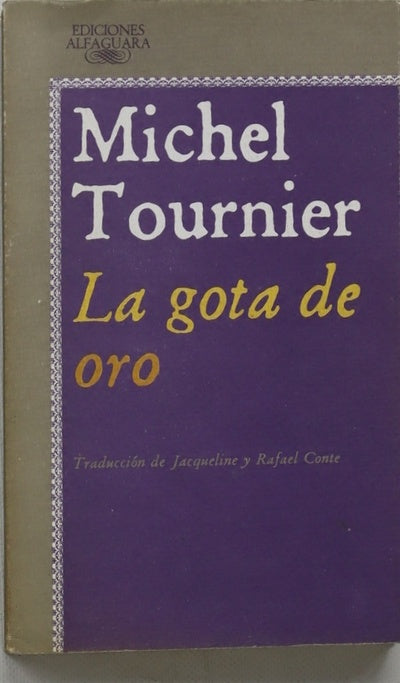 EDICIONES
ALFAGUARA
Michel
Tournier
La gota de
oro
Traducción de Jacqueline y Rafael Conte